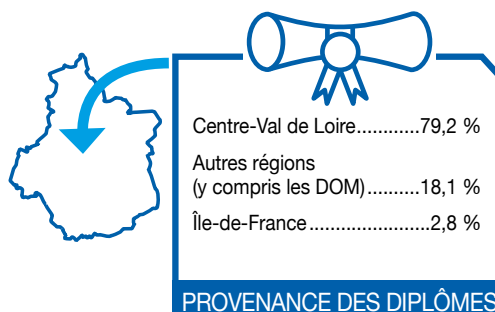 Centre-Val de Loire............79,2 %
Autres régions
(y compris les DOM)..........18,1 %
Île-de-France.......................2,8 %
PROVENANCE DES DIPLÔMES